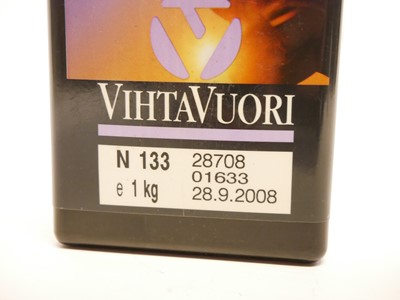 VIHTAVUORI
N 133 28708
01633
e 1 kg 28.9.2008